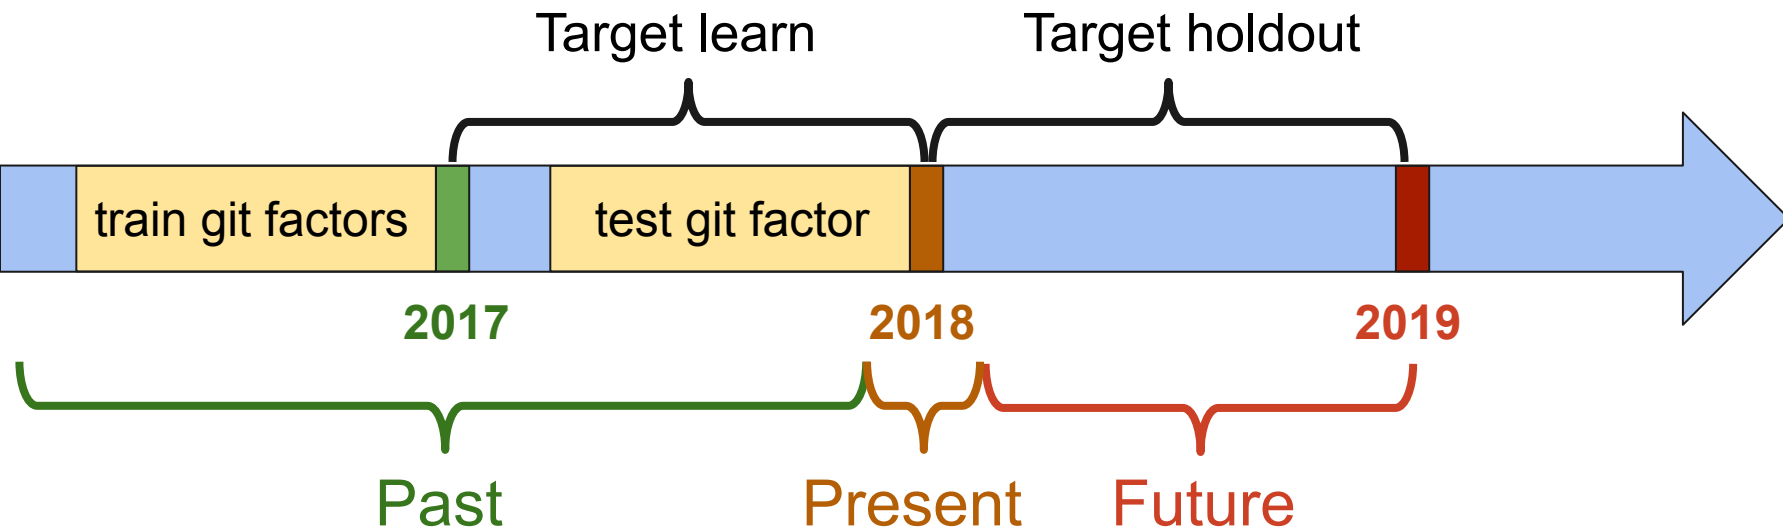 Target learn
Target holdout
train git factors
test git factor
2017
2018
2019
Past
Present
Future